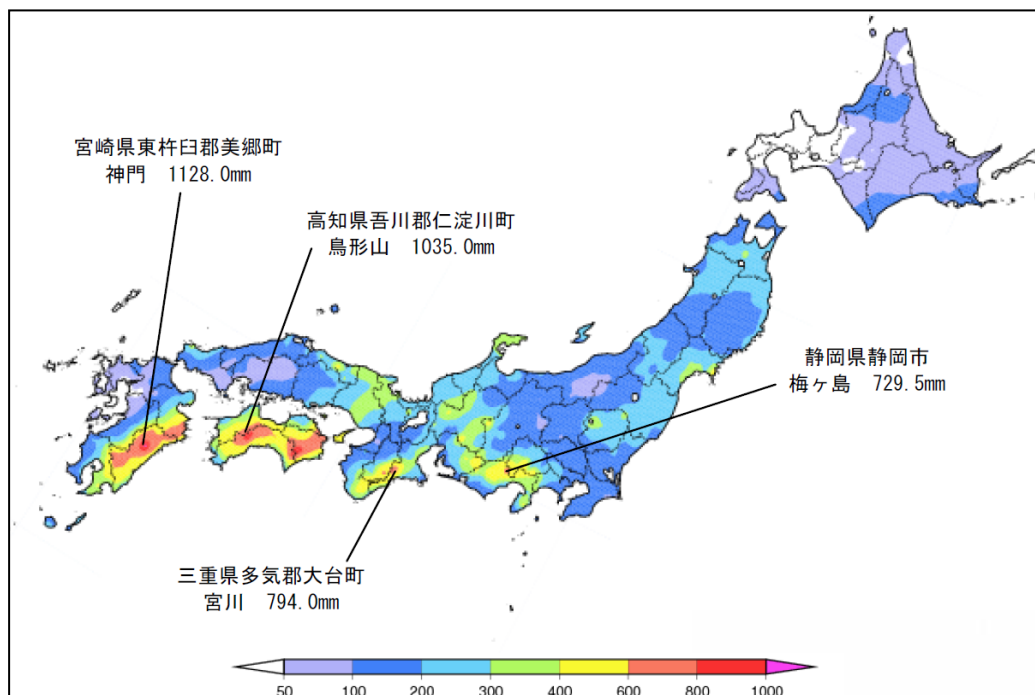 宮崎県東杵臼郡美郷町
神門　1128.0mm
高知県吾川郡仁淀川町
鳥形山　1035.0mm
静岡県静岡市
梅ヶ島　729.5mm
三重県多気郡大台町
宮川　794.0mm
50 100 200 300 400 600 800 1000